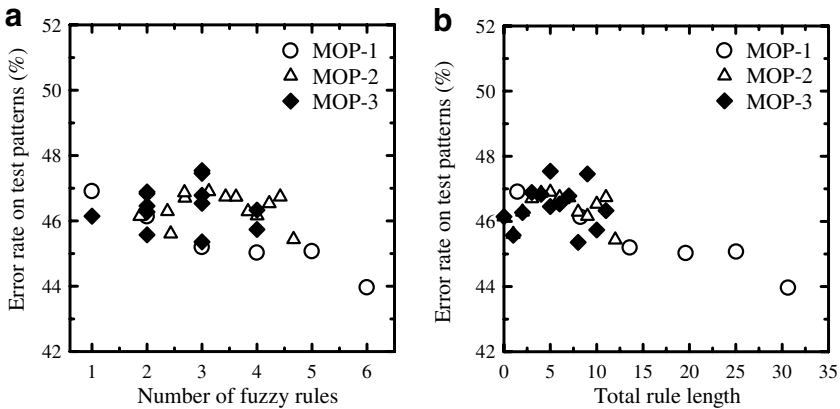 a
Error rate on test patterns (%)
52
50
48
46
44
42
1 2 3 4 5 6
Number of fuzzy rules
MOP-1
MOP-2
MOP-3
b
Error rate on test patterns (%)
52
50
48
46
44
42
0 5 10 15 20 25 30 35
Total rule length
MOP-1
MOP-2
MOP-3